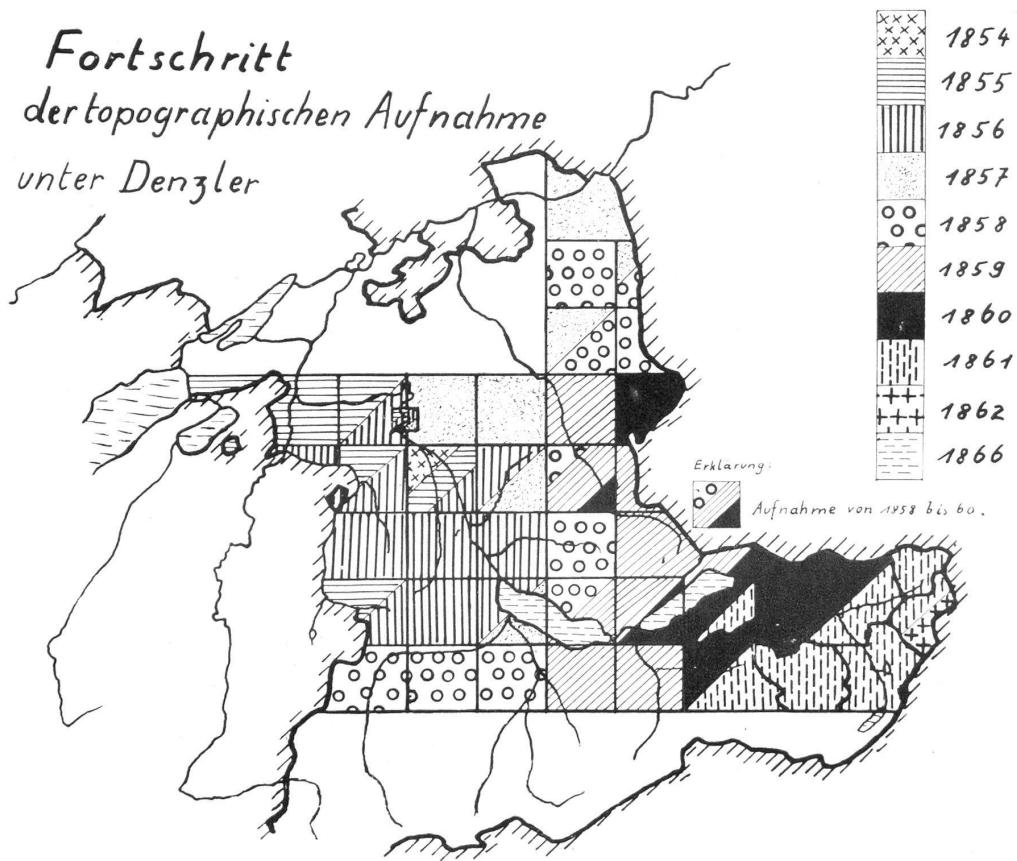 Fortschritt
der topographischen Aufnahme
unter Denzler
1854
1855
1856
1857
1858
1859
1860
1861
1862
1866
Erklärung:
Aufnahme von 1858 bis 60.